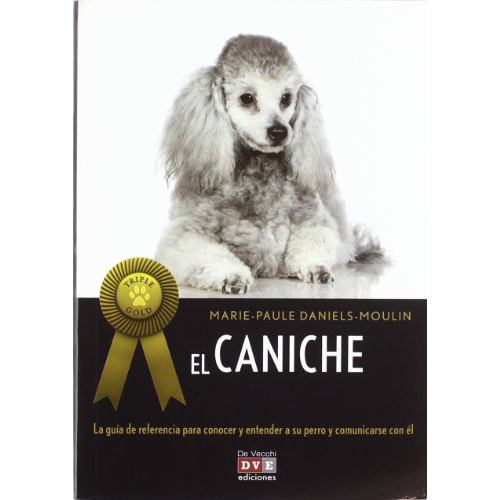 TRIPLE
GOLD
MARIE-PAULE DANIELS-MOULIN
EL CANICHE
La guía de referencia para conocer y entender a su perro y comunicarse con él
De Vecchi
DVE
ediciones